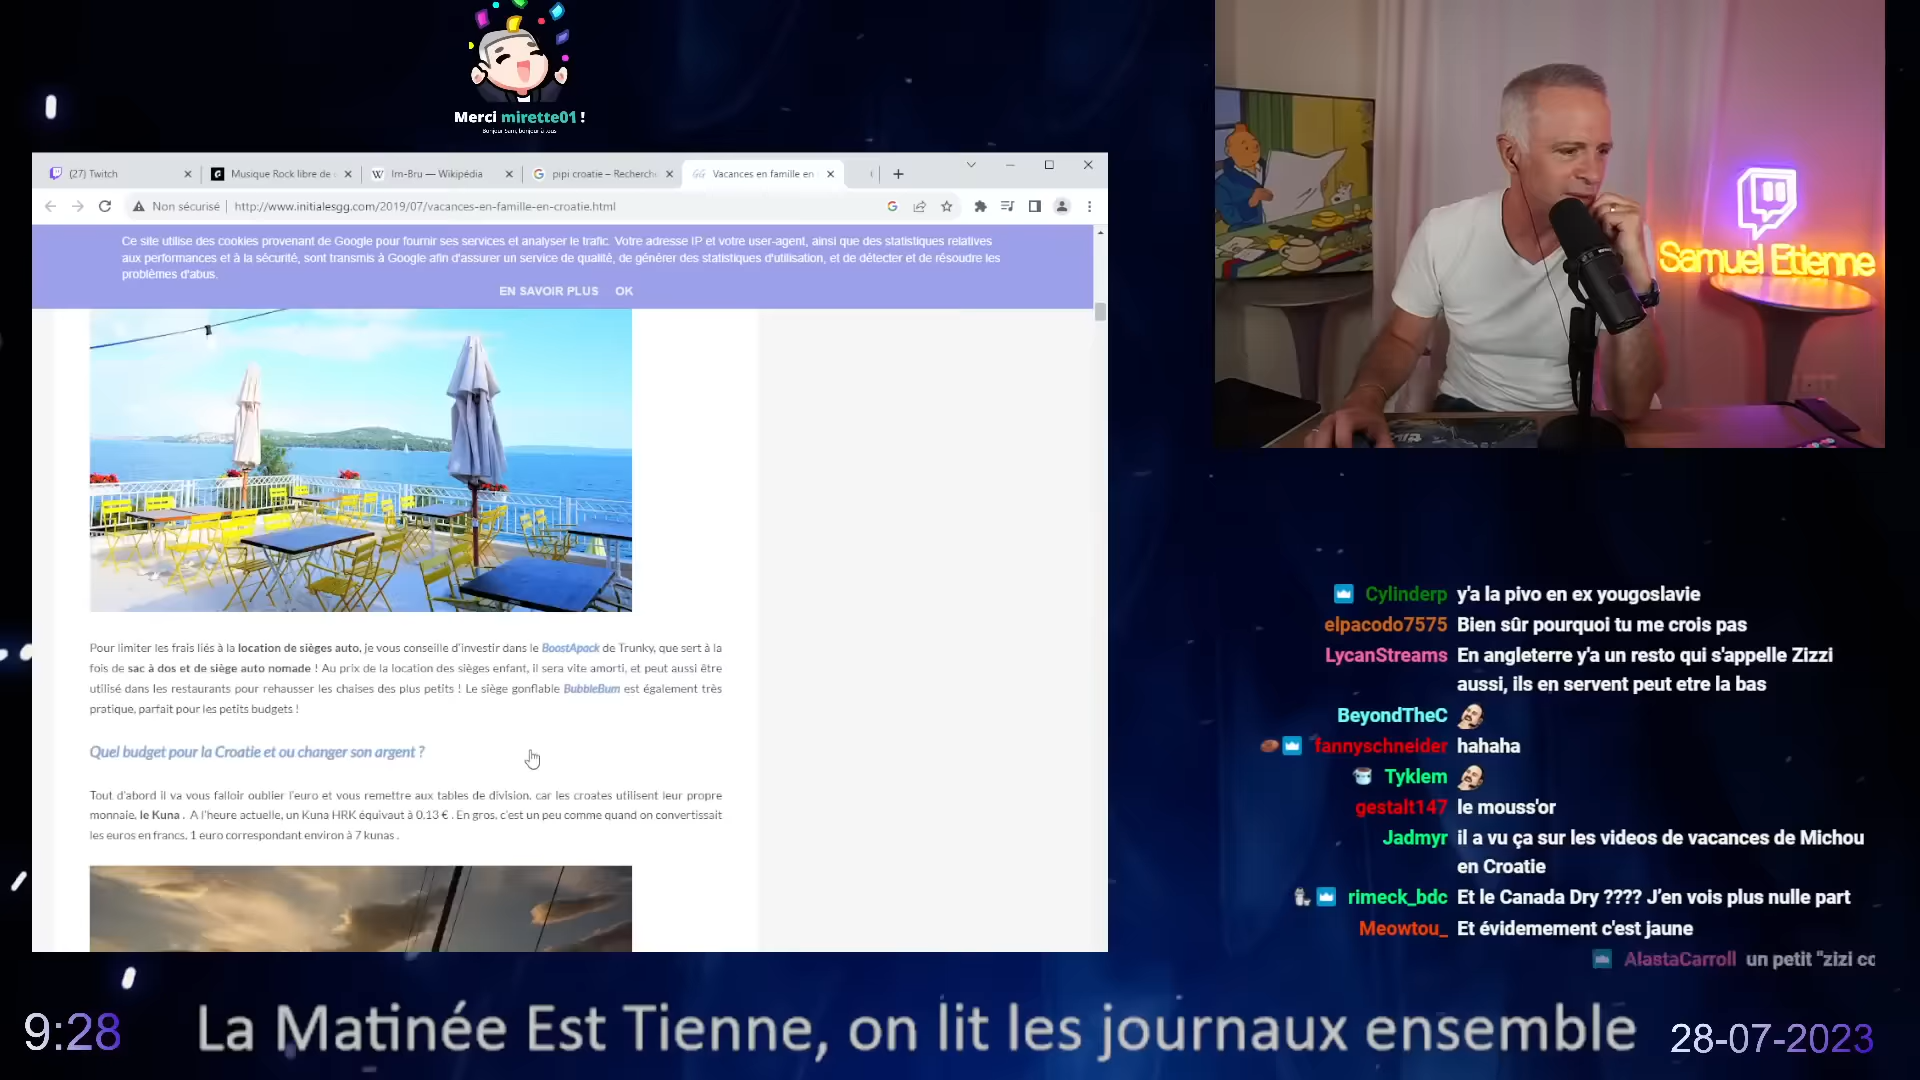 Merci mirette01 !
Bonjour Sam, bonjour à tous
(27) Twitch
Musique Rock libre de
Irn-Bru — Wikipédia
pipi croatie – Recherch
Vacances en famille en
Non sécurisé
http://www.initialesgg.com/2019/07/vacances-en-famille-en-croatie.html
Ce site utilise des cookies provenant de Google pour fournir ses services et analyser le trafic. Votre adresse IP et votre user-agent, ainsi que des statistiques relatives
aux performances et à la sécurité, sont transmis à Google afin d'assurer un service de qualité, de générer des statistiques d'utilisation, et de détecter et de résoudre les
problèmes d'abus.
EN SAVOIR PLUS OK
Pour limiter les frais liés à la location de sièges auto, je vous conseille d'investir dans le BoostApack de Trunky, que sert à la
fois de sac à dos et de siège auto nomade ! Au prix de la location des sièges enfant, il sera vite amorti, et peut aussi être
utilisé dans les restaurants pour rehausser les chaises des plus petits ! Le siège gonflable BubbleBum est également très
pratique, parfait pour les petits budgets !
Quel budget pour la Croatie et ou changer son argent ?
Tout d'abord il va vous falloir oublier l'euro et vous remettre aux tables de division, car les croates utilisent leur propre
monnaie, le Kuna . A l'heure actuelle, un Kuna HRK équivaut à 0.13 € . En gros, c'est un peu comme quand on convertissait
les euros en francs, 1 euro correspondant environ à 7 kunas .
Samuel Etienne
Cylinderp y'a la pivo en ex yougoslavie
elpacodo7575 Bien sûr pourquoi tu me crois pas
LycanStreams En angleterre y'a un resto qui s'appelle Zizzi
aussi, ils en servent peut etre la bas
BeyondTheC
fannyschneider hahaha
Tyklem
gestalt147 le mouss'or
Jadmyr il a vu ça sur les videos de vacances de Michou
en Croatie
rimeck_bdc Et le Canada Dry ???? J'en vois plus nulle part
Meowtou_ Et évidemement c'est jaune
AlastaCarroll un petit "zizi co
9:28
La Matinée Est Tienne, on lit les journaux ensemble
28-07-2023